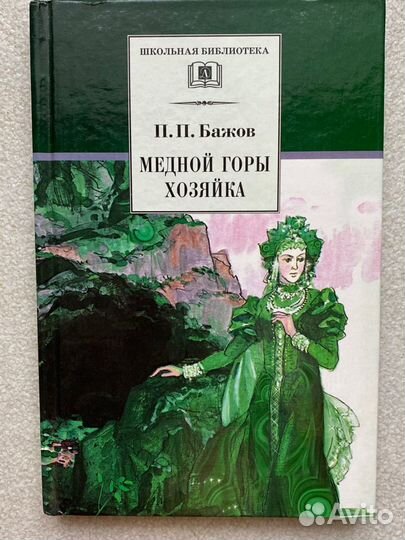 ШКОЛЬНАЯ БИБЛИОТЕКА
П. П. Бажов
МЕДНОЙ ГОРЫ
ХОЗЯЙКА
Avito